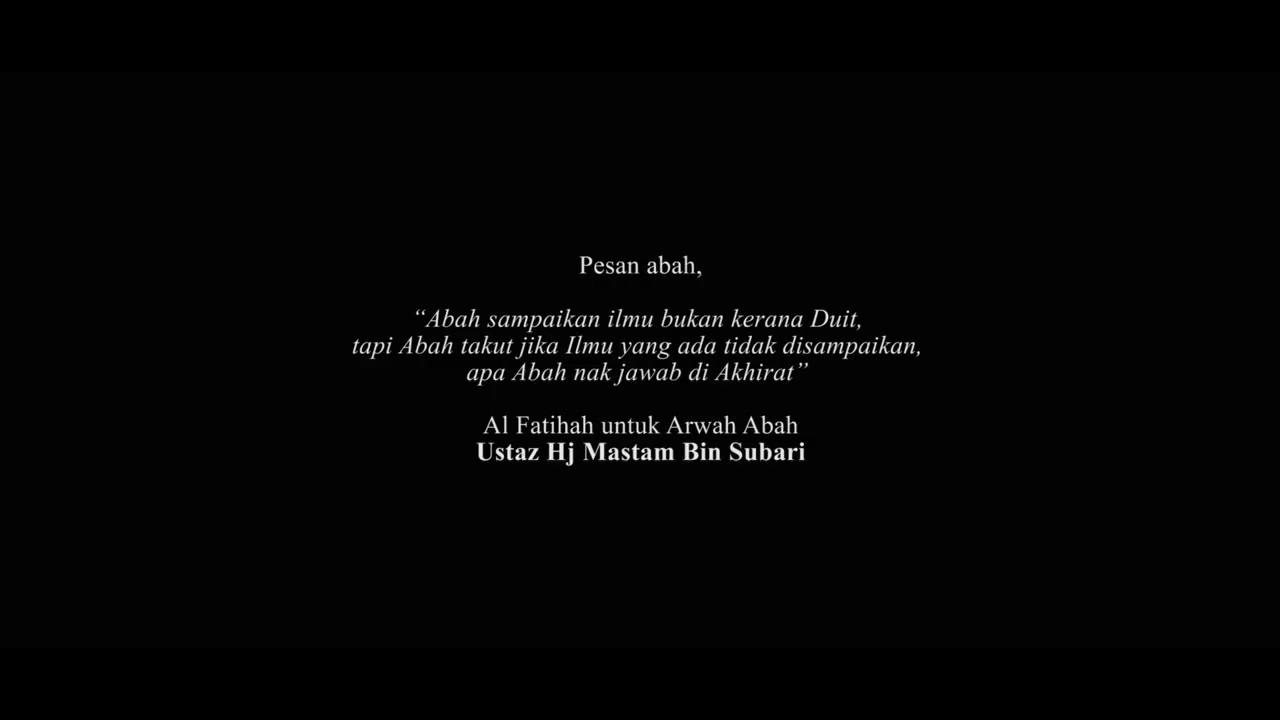 Pesan abah,
“Abah sampaikan ilmu bukan kerana Duit,
tapi Abah takut jika Ilmu yang ada tidak disampaikan,
apa Abah nak jawab di Akhirat”
Al Fatihah untuk Arwah Abah
Ustaz Hj Mastam Bin Subari